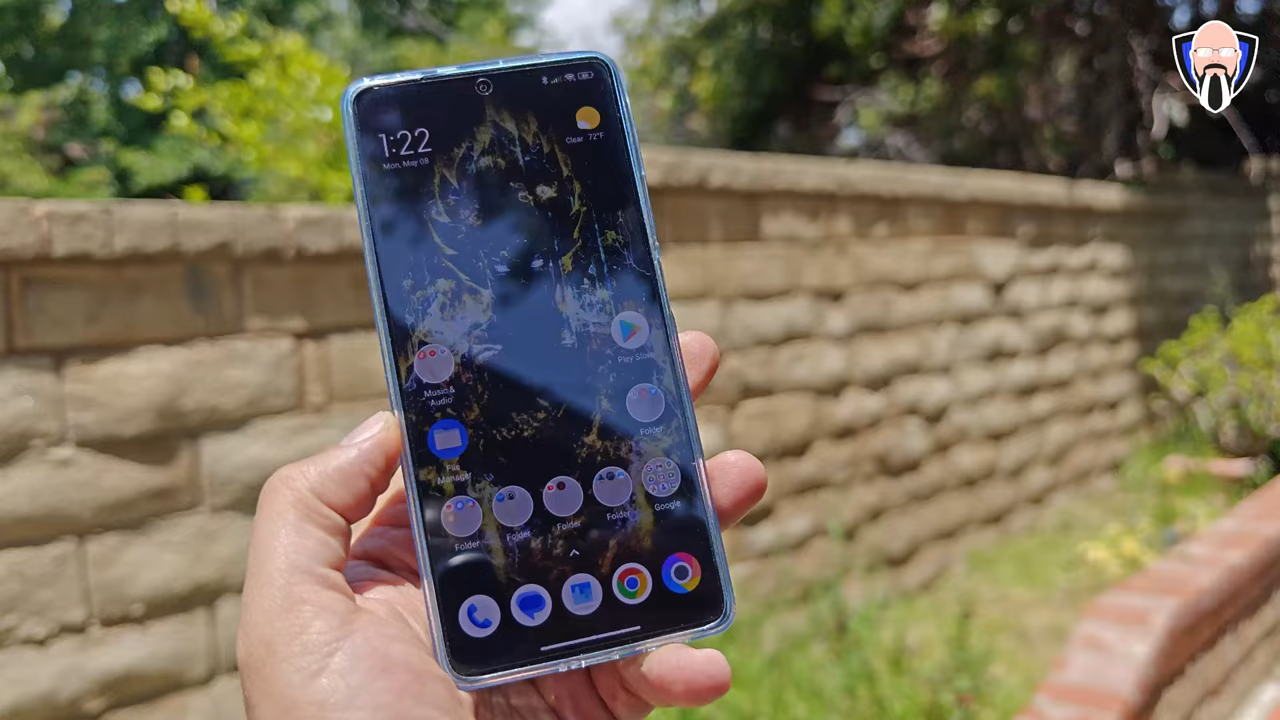 1:22
Mon, May 08
Clear 72°F
Play Store
Music &
Audio
Folder
File
Manager
Folder
Folder
Folder
Folder
Google